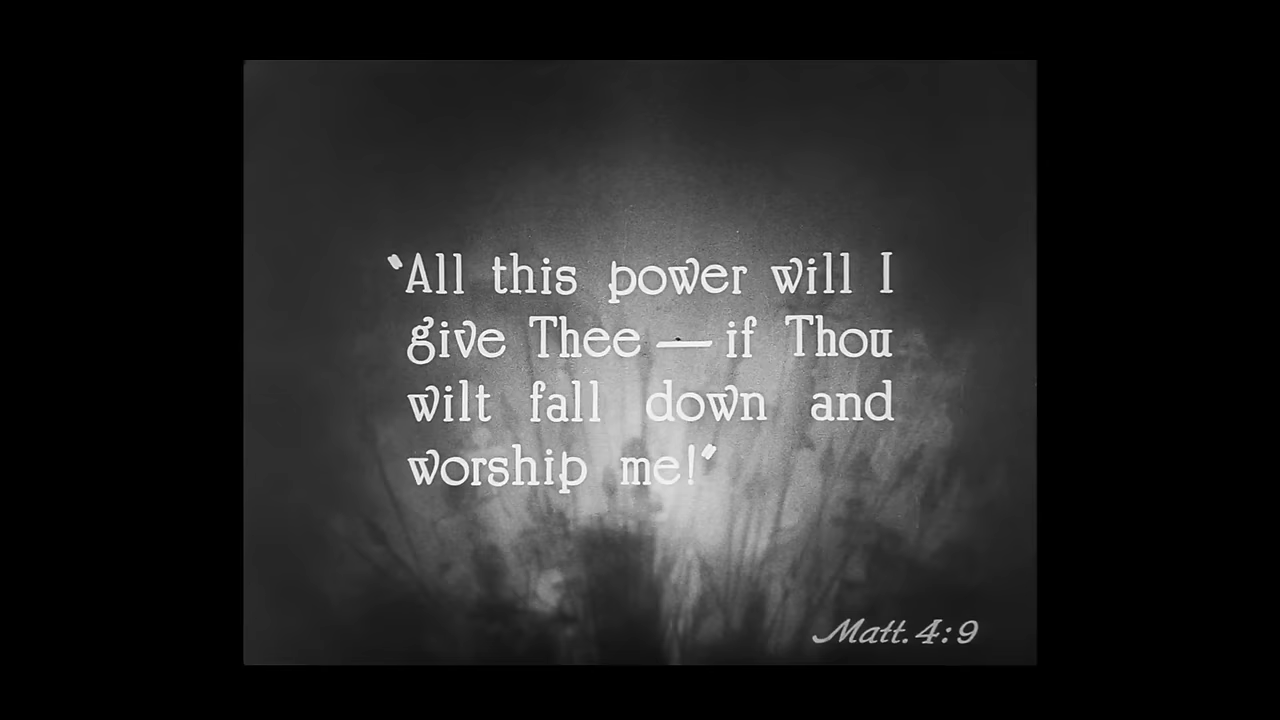 "All this power will I
give Thee — if Thou
wilt fall down and
worship me!"
Matt. 4:9